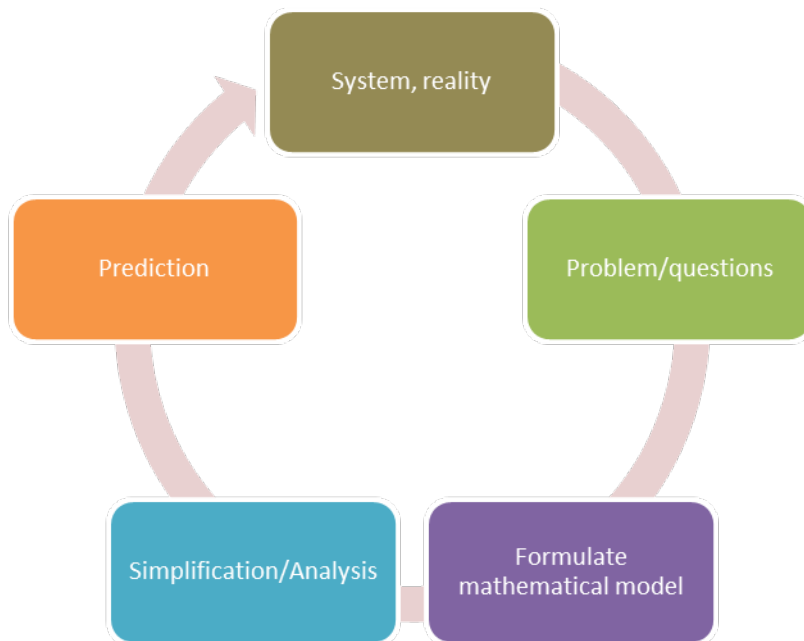 System, reality
Problem/questions
Formulate
mathematical model
Simplification/Analysis
Prediction